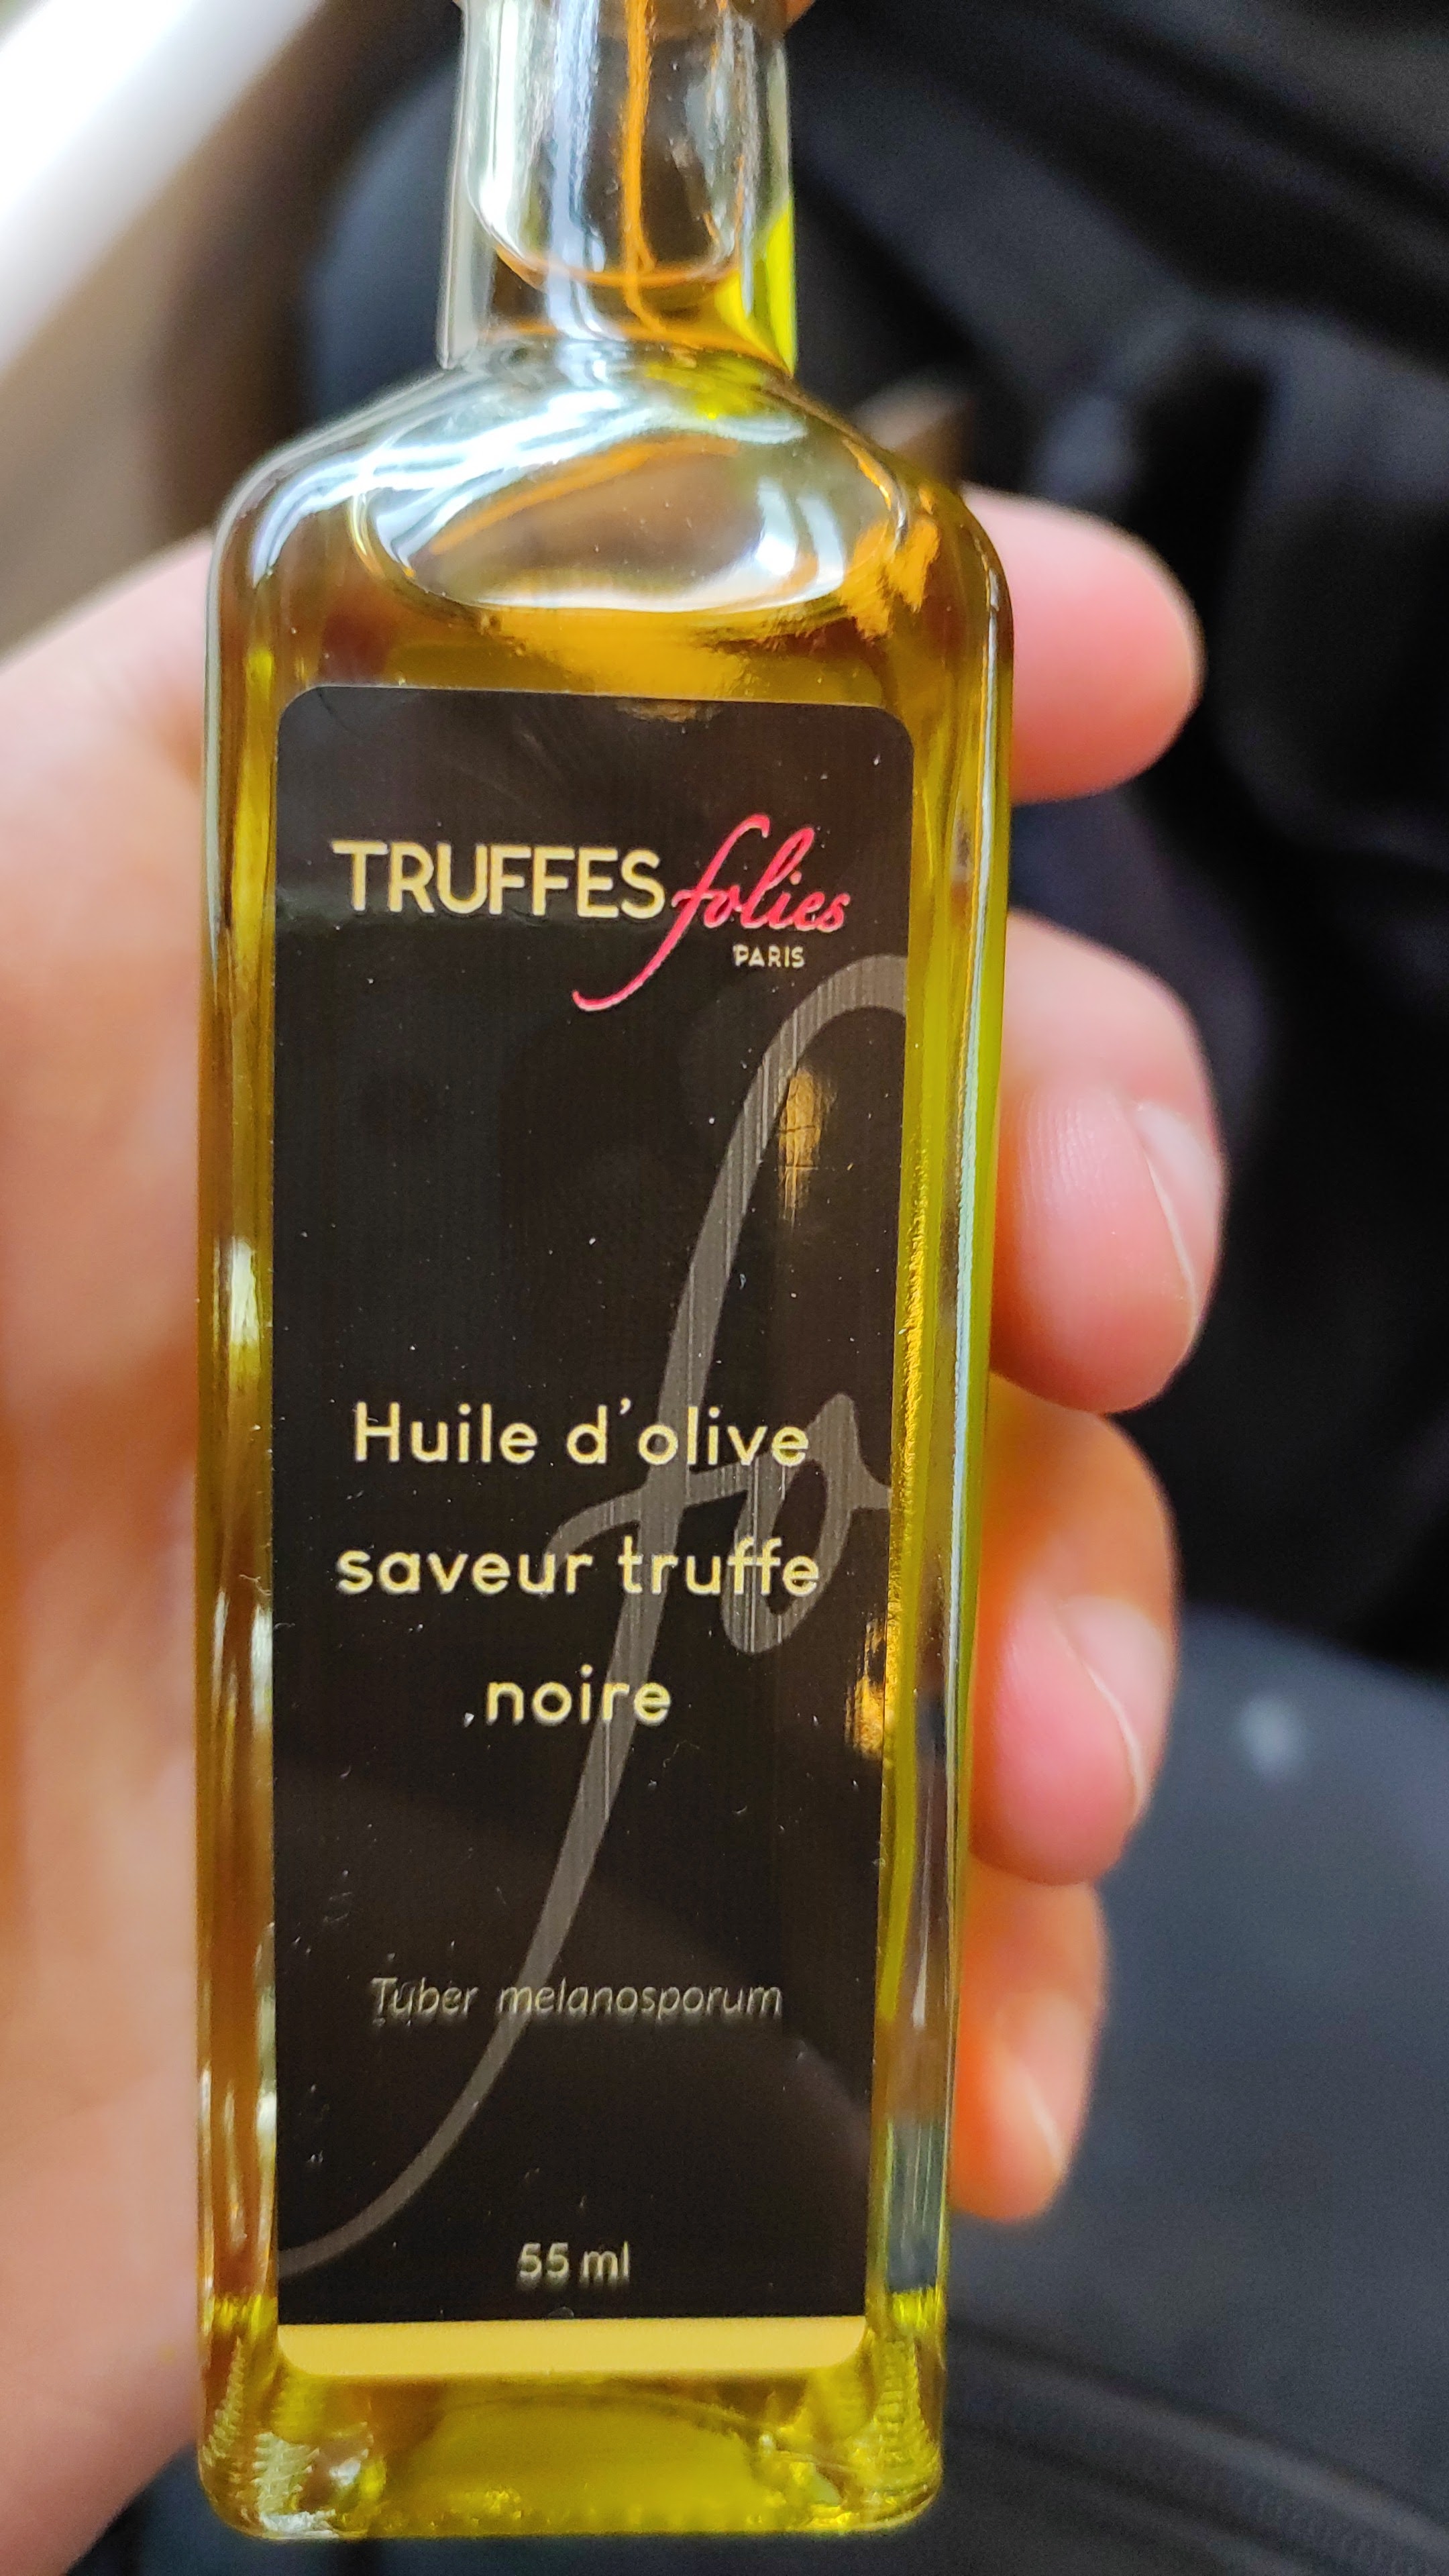 TRUFFES folies
PARIS
Huile d'olive
saveur truffe
noire
Tuber melanosporum
55 ml